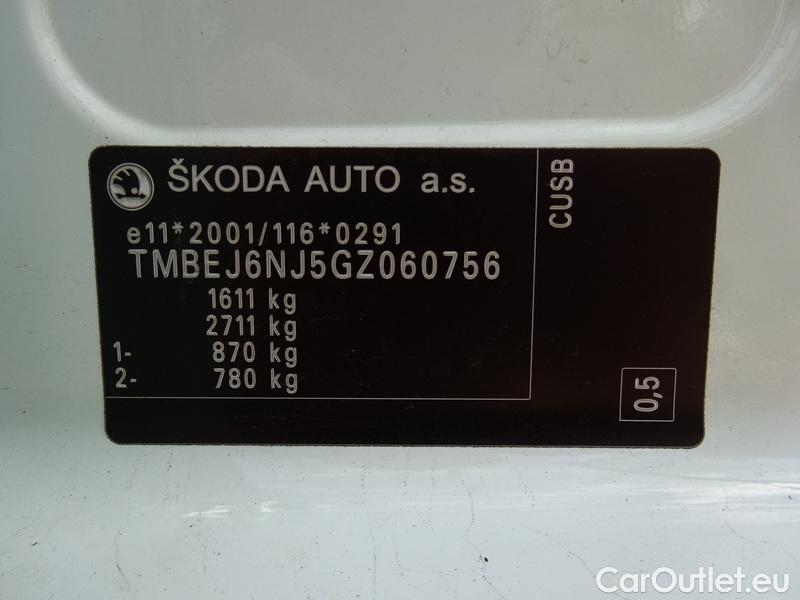 ŠKODA AUTO a.s.
e11*2001/116*0291
TMBEJ6NJ5GZ060756
1611 kg
2711 kg
1- 870 kg
2- 780 kg
CUSB
0,5
CarOutlet.eu